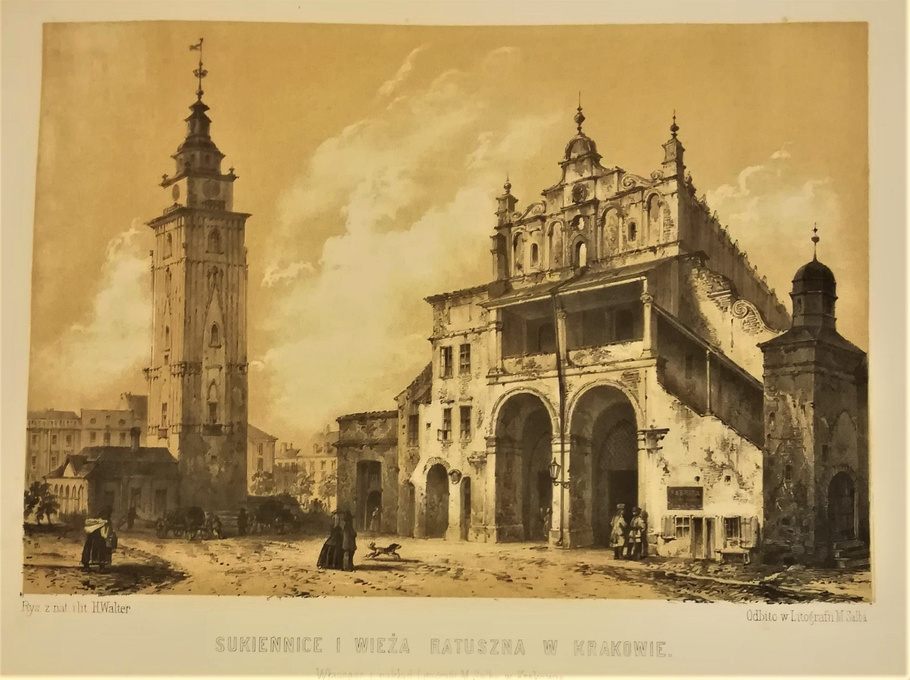 Rys. z nat. i lit. H. Walter
Odbito w Litografii M. Salba
SUKIENNICE I WIEŻA RATUSZNA W KRAKOWIE.